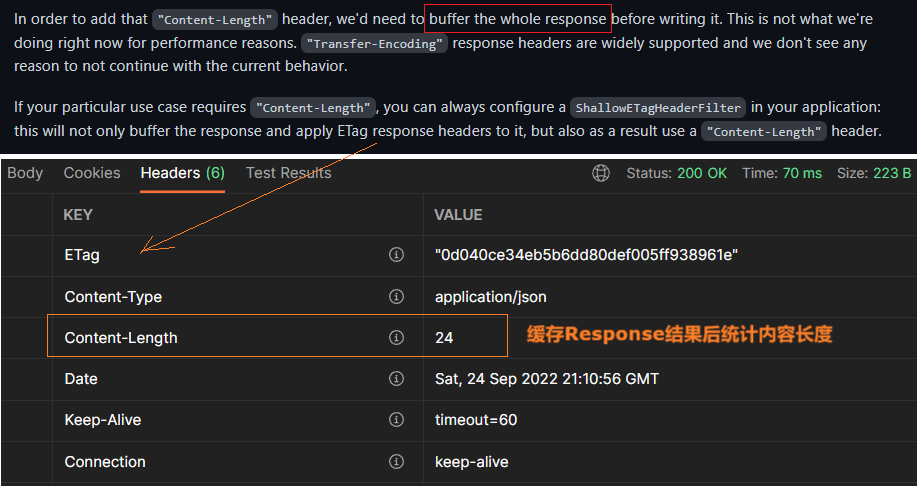 In order to add that "Content-Length" header, we'd need to buffer the whole response before writing it. This is not what we're
doing right now for performance reasons. "Transfer-Encoding" response headers are widely supported and we don't see any
reason to not continue with the current behavior.
If your particular use case requires "Content-Length", you can always configure a ShallowETagHeaderFilter in your application:
this will not only buffer the response and apply ETag response headers to it, but also as a result use a "Content-Length" header.
Body Cookies Headers (6) Test Results Status: 200 OK Time: 70 ms Size: 223 B
KEY VALUE
ETag "0d040ce34eb5b6dd80def005ff938961e"
Content-Type application/json
Content-Length 24 缓存Response结果后统计内容长度
Date Sat, 24 Sep 2022 21:10:56 GMT
Keep-Alive timeout=60
Connection keep-alive